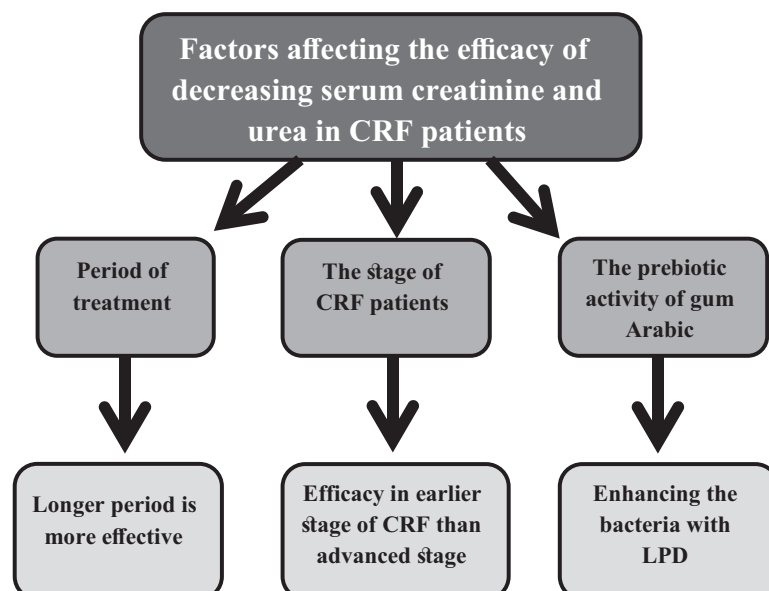 Factors affecting the efficacy of
decreasing serum creatinine and
urea in CRF patients
Period of
treatment
The stage of
CRF patients
The prebiotic
activity of gum
Arabic
Longer period is
more effective
Efficacy in earlier
stage of CRF than
advanced stage
Enhancing the
bacteria with
LPD